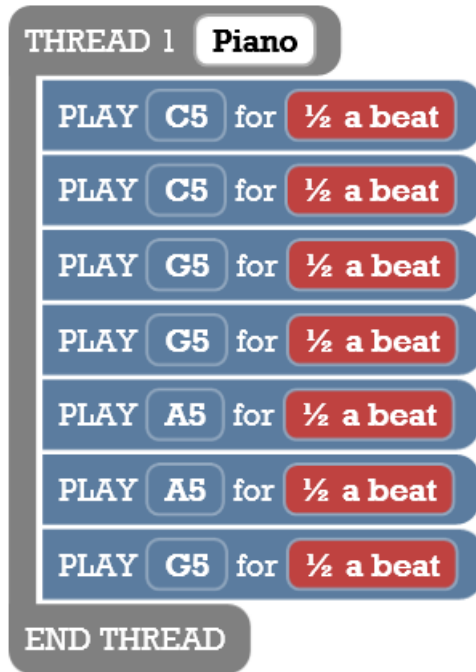 THREAD 1 Piano
PLAY C5 for ½ a beat
PLAY C5 for ½ a beat
PLAY G5 for ½ a beat
PLAY G5 for ½ a beat
PLAY A5 for ½ a beat
PLAY A5 for ½ a beat
PLAY G5 for ½ a beat
END THREAD